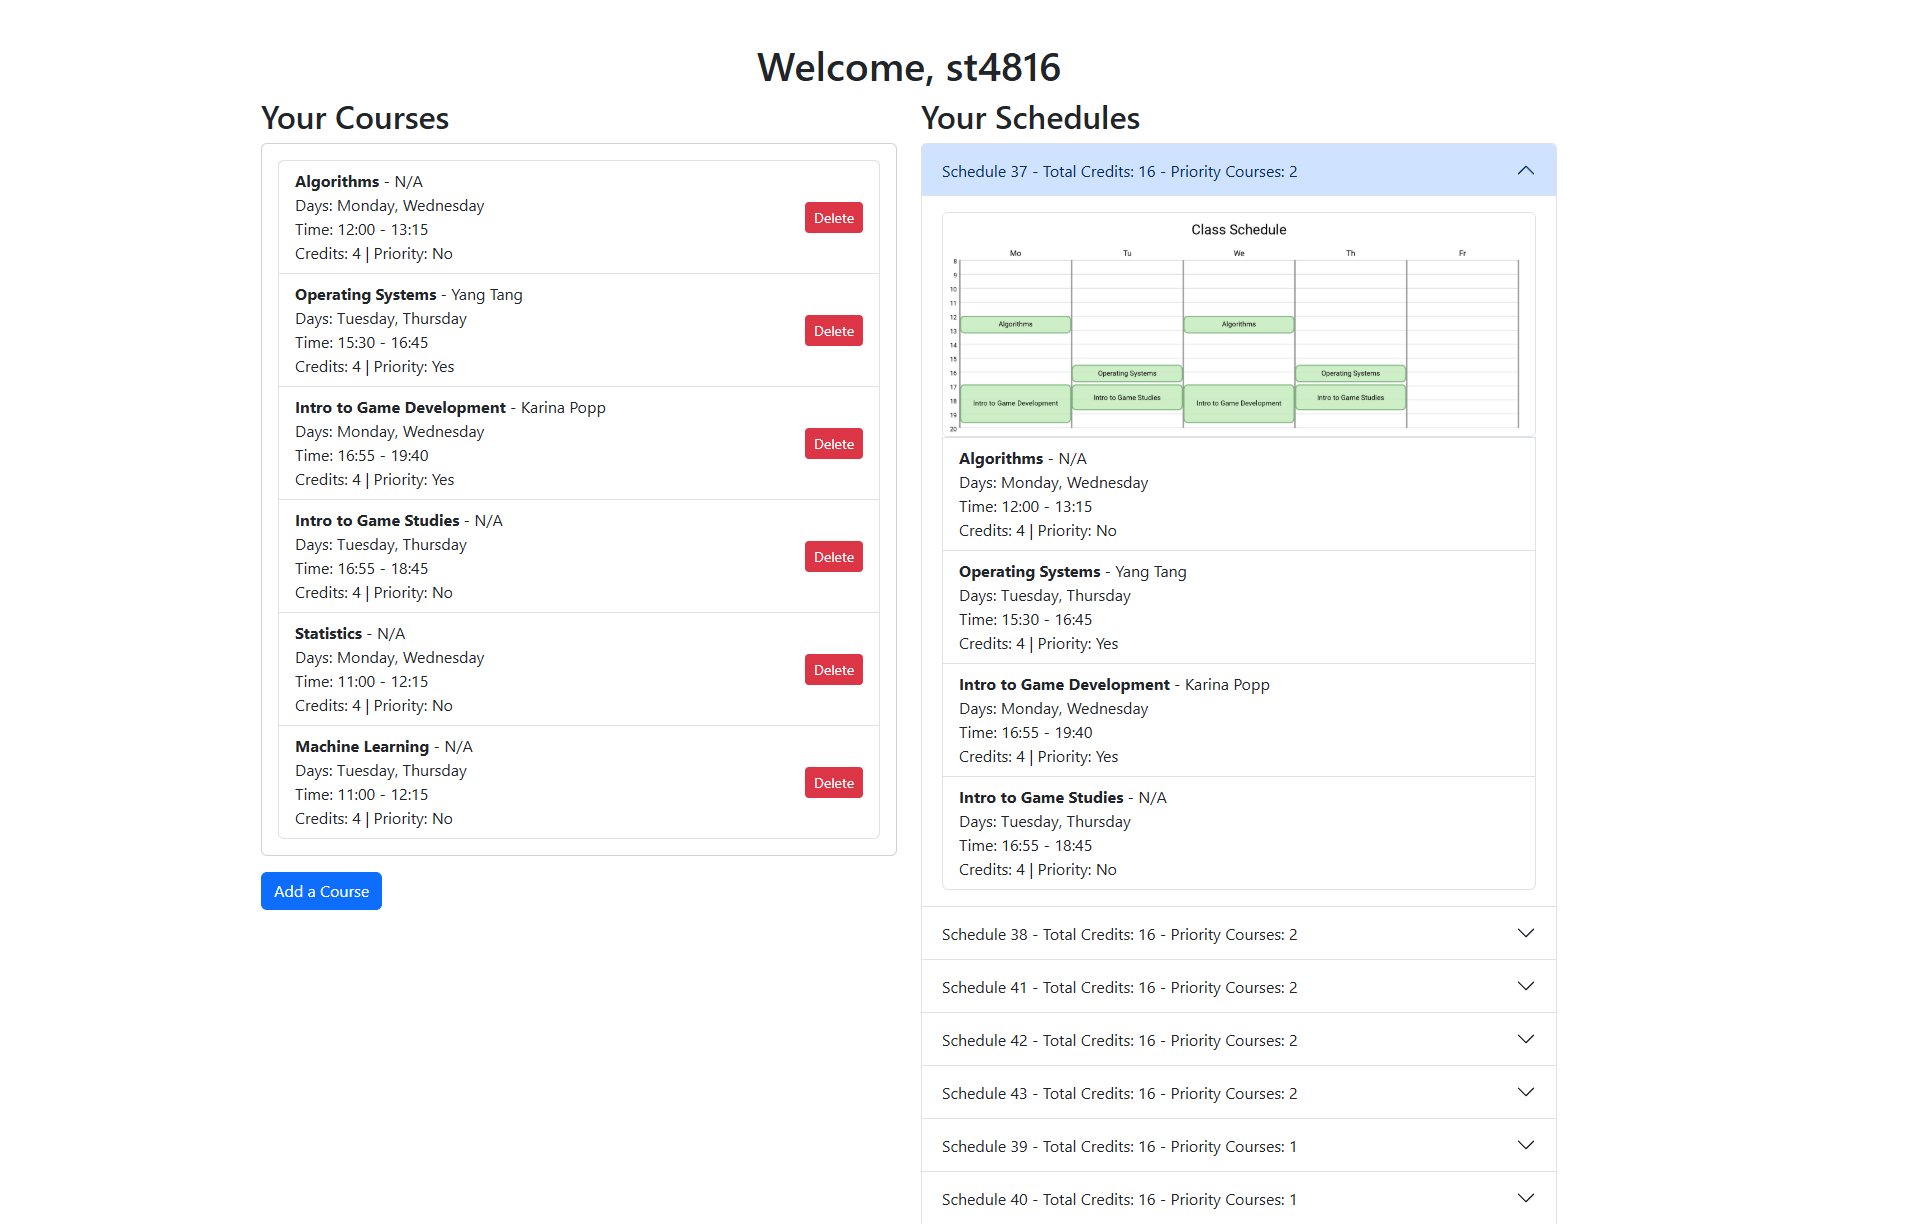 Welcome, st4816
Your Courses
Algorithms - N/A
Days: Monday, Wednesday
Time: 12:00 - 13:15
Credits: 4 | Priority: No
Delete
Operating Systems - Yang Tang
Days: Tuesday, Thursday
Time: 15:30 - 16:45
Credits: 4 | Priority: Yes
Delete
Intro to Game Development - Karina Popp
Days: Monday, Wednesday
Time: 16:55 - 19:40
Credits: 4 | Priority: Yes
Delete
Intro to Game Studies - N/A
Days: Tuesday, Thursday
Time: 16:55 - 18:45
Credits: 4 | Priority: No
Delete
Statistics - N/A
Days: Monday, Wednesday
Time: 11:00 - 12:15
Credits: 4 | Priority: No
Delete
Machine Learning - N/A
Days: Tuesday, Thursday
Time: 11:00 - 12:15
Credits: 4 | Priority: No
Delete
Add a Course
Your Schedules
Schedule 37 - Total Credits: 16 - Priority Courses: 2
Class Schedule
Mo Tu We Th Fr
8
9
10
11
12
Algorithms Algorithms
13
14
15
16
Operating Systems Operating Systems
17
Intro to Game Studies Intro to Game Studies
18
Intro to Game Development Intro to Game Development
19
20
Algorithms - N/A
Days: Monday, Wednesday
Time: 12:00 - 13:15
Credits: 4 | Priority: No
Operating Systems - Yang Tang
Days: Tuesday, Thursday
Time: 15:30 - 16:45
Credits: 4 | Priority: Yes
Intro to Game Development - Karina Popp
Days: Monday, Wednesday
Time: 16:55 - 19:40
Credits: 4 | Priority: Yes
Intro to Game Studies - N/A
Days: Tuesday, Thursday
Time: 16:55 - 18:45
Credits: 4 | Priority: No
Schedule 38 - Total Credits: 16 - Priority Courses: 2
Schedule 41 - Total Credits: 16 - Priority Courses: 2
Schedule 42 - Total Credits: 16 - Priority Courses: 2
Schedule 43 - Total Credits: 16 - Priority Courses: 2
Schedule 39 - Total Credits: 16 - Priority Courses: 1
Schedule 40 - Total Credits: 16 - Priority Courses: 1